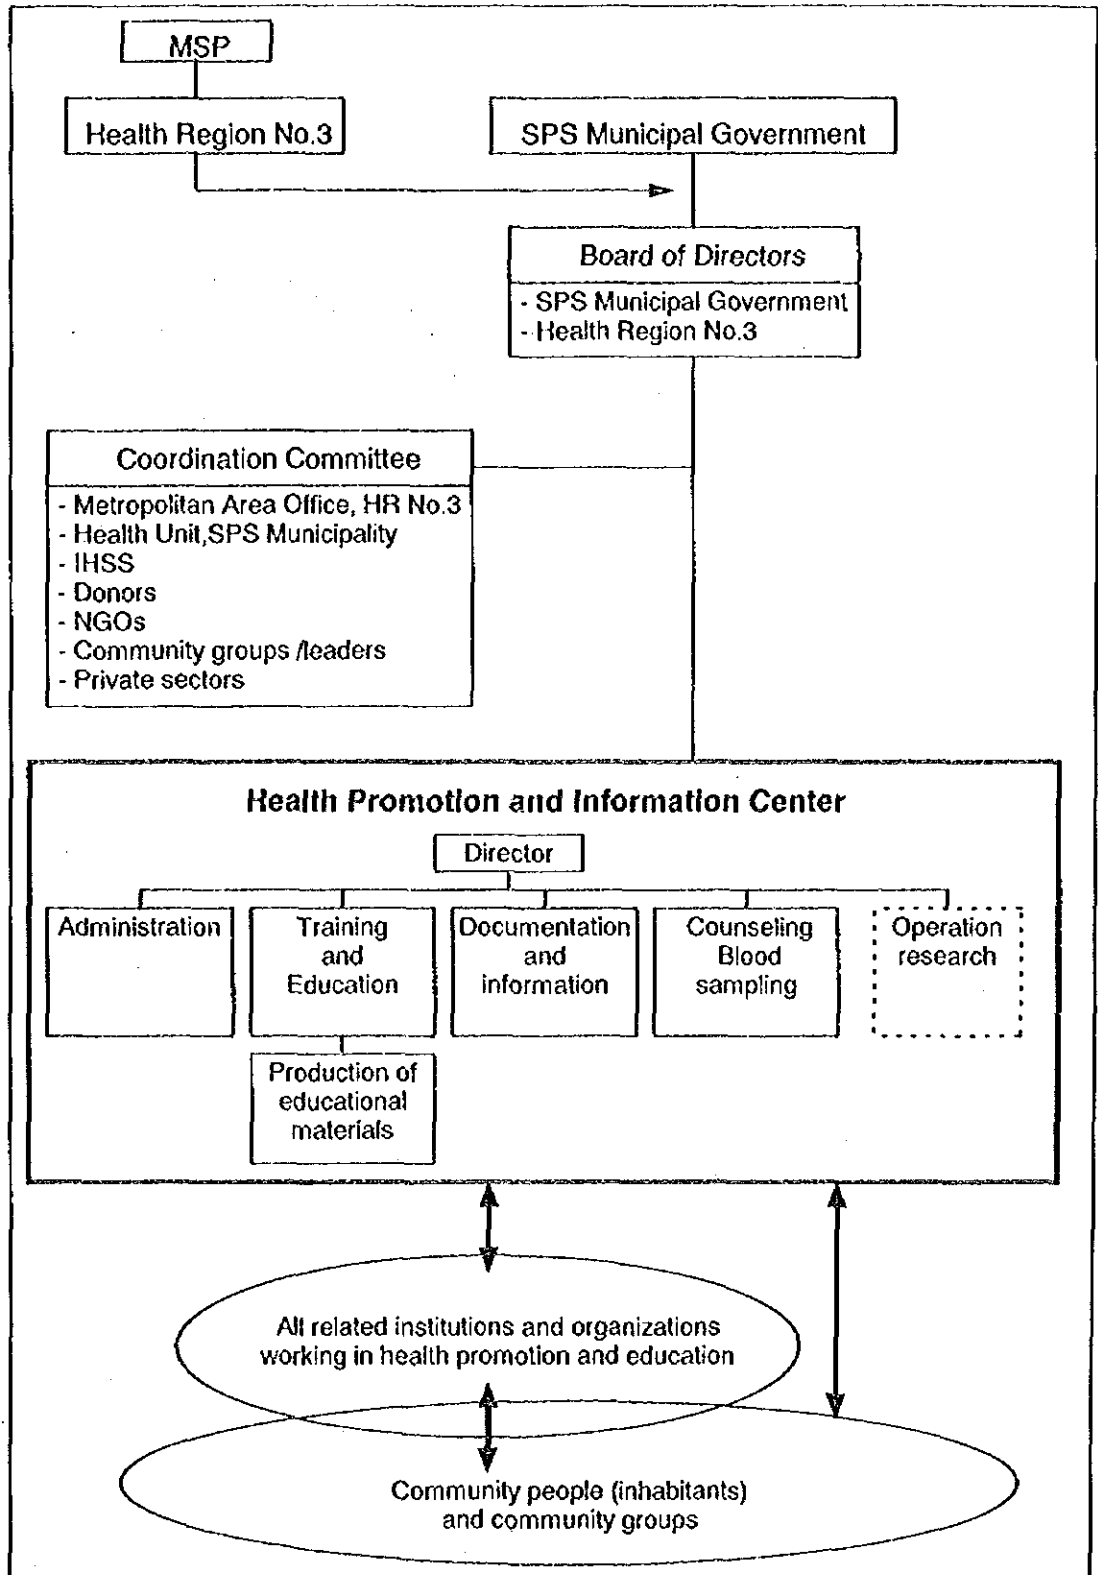 MSP
Health Region No.3
SPS Municipal Government
Board of Directors
- SPS Municipal Government
- Health Region No.3
Coordination Committee
- Metropolitan Area Office, HR No.3
- Health Unit,SPS Municipality
- IHSS
- Donors
- NGOs
- Community groups /leaders
- Private sectors
Health Promotion and Information Center
Director
Administration
Training
and
Education
Documentation
and
information
Counseling
Blood
sampling
Operation
research
Production of
educational
materials
All related institutions and organizations
working in health promotion and education
Community people (inhabitants)
and community groups